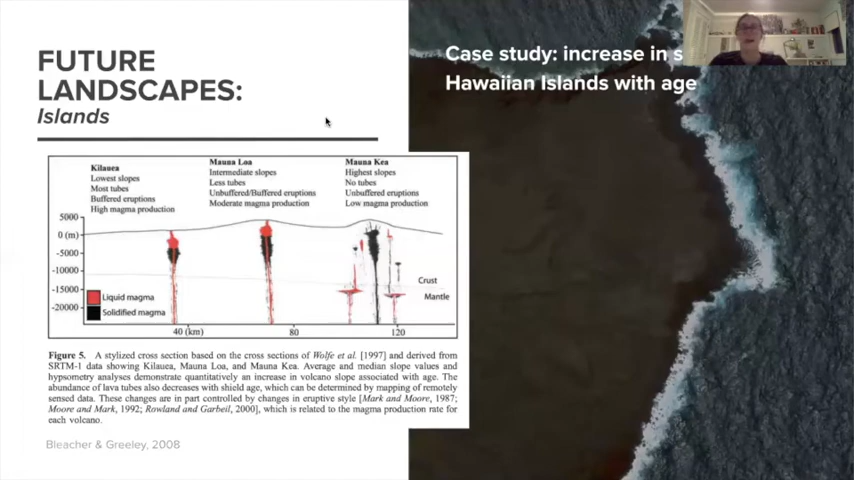 FUTURE
LANDSCAPES:
Islands
Case study: increase in s
Hawaiian Islands with age
Kilauea
Lowest slopes
Most tubes
Buffered eruptions
High magma production
Mauna Loa
Intermediate slopes
Less tubes
Unbuffered/Buffered eruptions
Moderate magma production
Mauna Kea
Highest slopes
No tubes
Unbuffered eruptions
Low magma production
5000
0 (m)
-5000
-10000
-15000
-20000
Crust
Mantle
Liquid magma
Solidified magma
40 (km)
80
120
Figure 5. A stylized cross section based on the cross sections of Wolfe et al. [1997] and derived from
SRTM-1 data showing Kilauea, Mauna Loa, and Mauna Kea. Average and median slope values and
hypsometry analyses demonstrate quantitatively an increase in volcano slope associated with age. The
abundance of lava tubes also decreases with shield age, which can be determined by mapping of remotely
sensed data. These changes are in part controlled by changes in eruptive style [Mark and Moore, 1987;
Moore and Mark, 1992; Rowland and Garbeil, 2000], which is related to the magma production rate for
each volcano.
Bleacher & Greeley, 2008